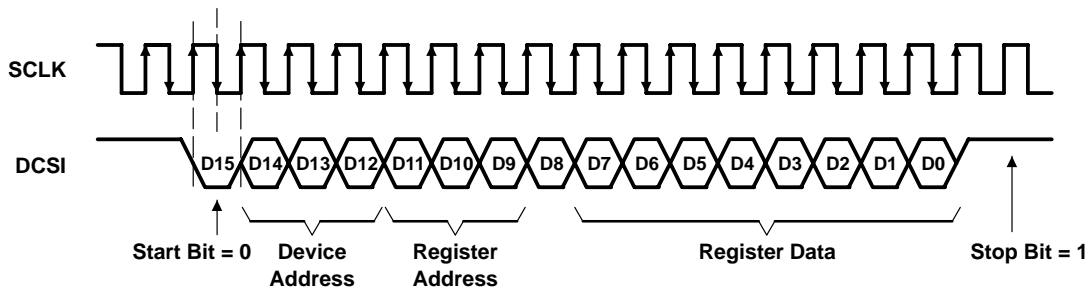 SCLK
DCSI
D15 D14 D13 D12 D11 D10 D9 D8 D7 D6 D5 D4 D3 D2 D1 D0
Start Bit = 0
Device
Address
Register
Address
Register Data
Stop Bit = 1